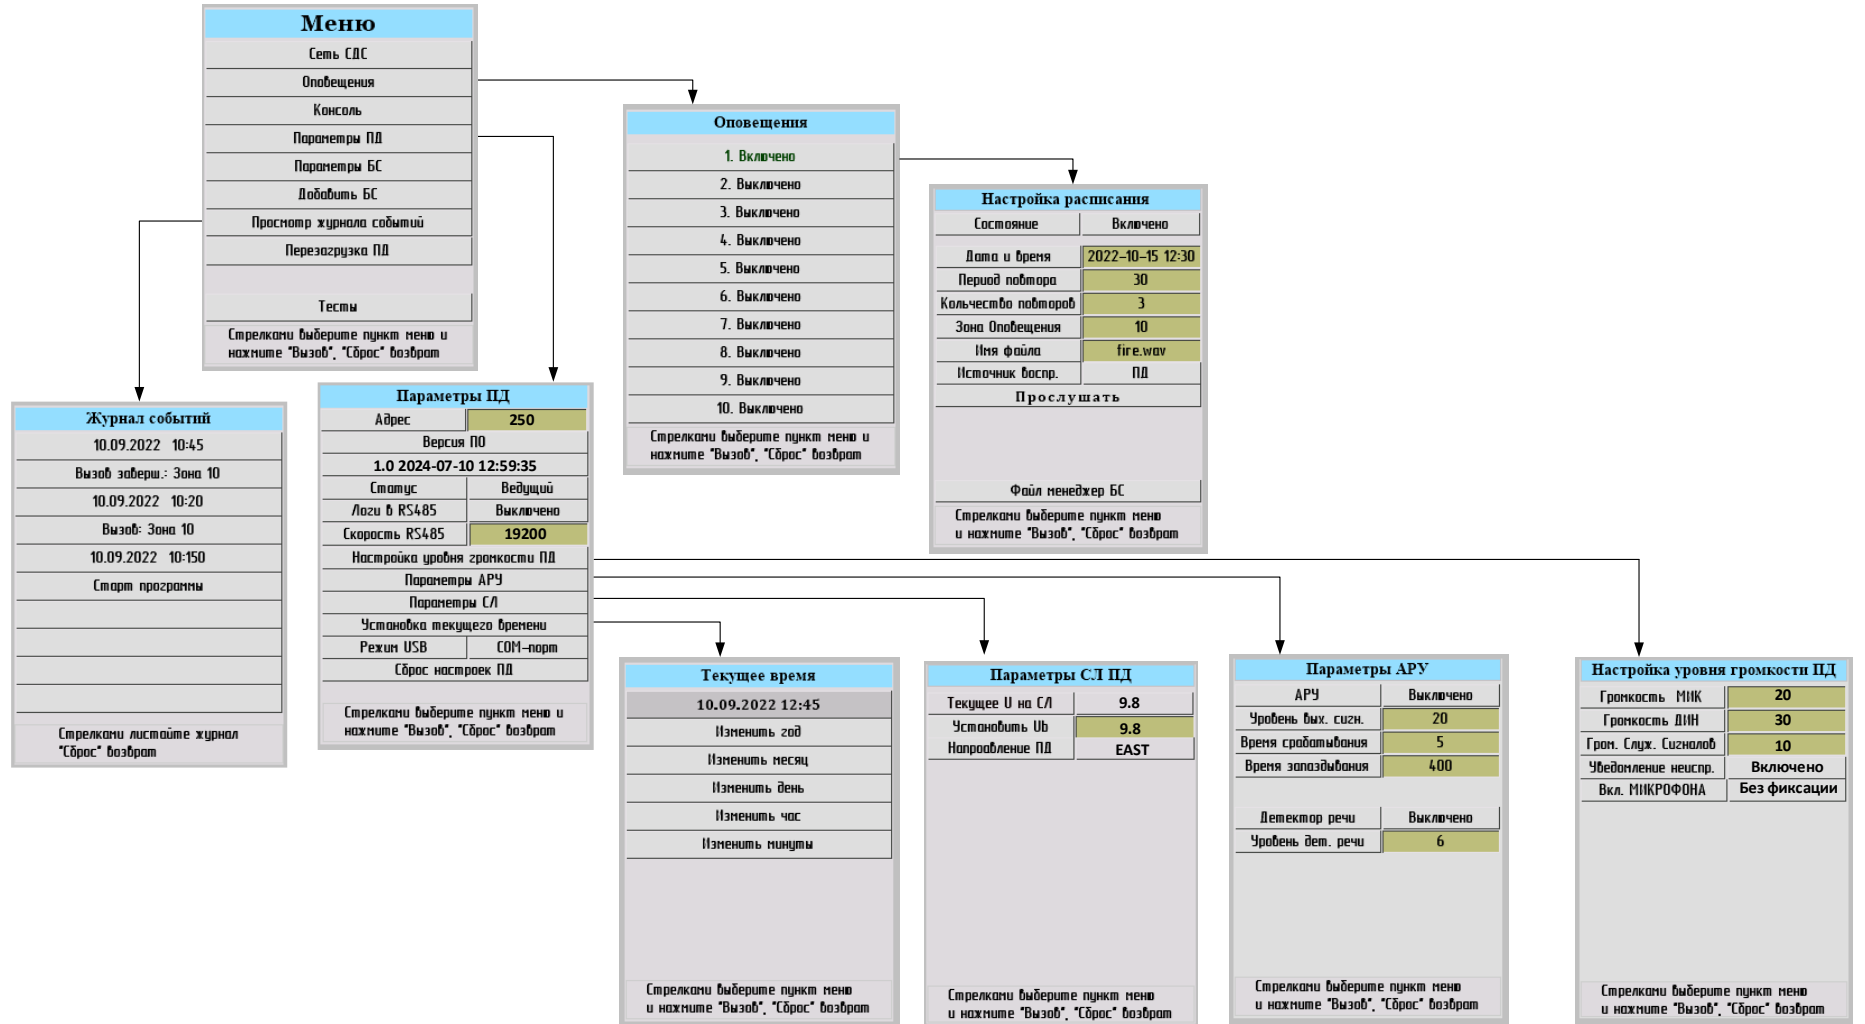 Меню
Сеть СДС
Оповещения
Консоль
Параметры ПД
Параметры БС
Добавить БС
Просмотр журнала событий
Перезагрузка ПД
Тесты
Стрелками выберите пункт меню и
нажмите "Вызов", "Сброс" возврат
Оповещения
1. Включено
2. Выключено
3. Выключено
4. Выключено
5. Выключено
6. Выключено
7. Выключено
8. Выключено
9. Выключено
10. Выключено
Стрелками выберите пункт меню и
нажмите "Вызов", "Сброс" возврат
Настройка расписания
Состояние Включено
Дата и время 2022-10-15 12:30
Период повтора 30
Кольчество повторов 3
Зона Оповещения 10
Имя файла fire.wav
Источник воспр. ПД
Прослушать
Файл менеджер БС
Стрелками выберите пункт меню
и нажмите "Вызов", "Сброс" возврат
Журнал событий
10.09.2022 10:45
Вызов заверш.: Зона 10
10.09.2022 10:20
Вызов: Зона 10
10.09.2022 10:150
Старт программы
Стрелками листайте журнал
"Сброс" возврат
Параметры ПД
Адрес 250
Версия ПО
1.0 2024-07-10 12:59:35
Статус Ведущий
Логи в RS485 Выключено
Скорость RS485 19200
Настройка уровня громкости ПД
Параметры АРУ
Параметры СЛ
Установка текущего времени
Режим USB COM-порт
Сброс настроек ПД
Стрелками выберите пункт меню и
нажмите "Вызов", "Сброс" возврат
Текущее время
10.09.2022 12:45
Изменить год
Изменить месяц
Изменить день
Изменить час
Изменить минуты
Стрелками выберите пункт меню
и нажмите "Вызов", "Сброс" возврат
Параметры СЛ ПД
Текущее U на СЛ 9.8
Установить Ub 9.8
Напроавление ПД EAST
Стрелками выберите пункт меню
и нажмите "Вызов", "Сброс" возврат
Параметры АРУ
АРУ Выключено
Уровень вых. сигн. 20
Время срабатывания 5
Время запаздывания 400
Детектор речи Выключено
Уровень дет. речи 6
Стрелками выберите пункт меню
и нажмите "Вызов", "Сброс" возврат
Настройка уровня громкости ПД
Громкость МИК 20
Громкость ДИН 30
Гром. Служ. Сигналов 10
Уведомление неиспр. Включено
Вкл. МИКРОФОНА Без фиксации
Стрелками выберите пункт меню
и нажмите "Вызов", "Сброс" возврат